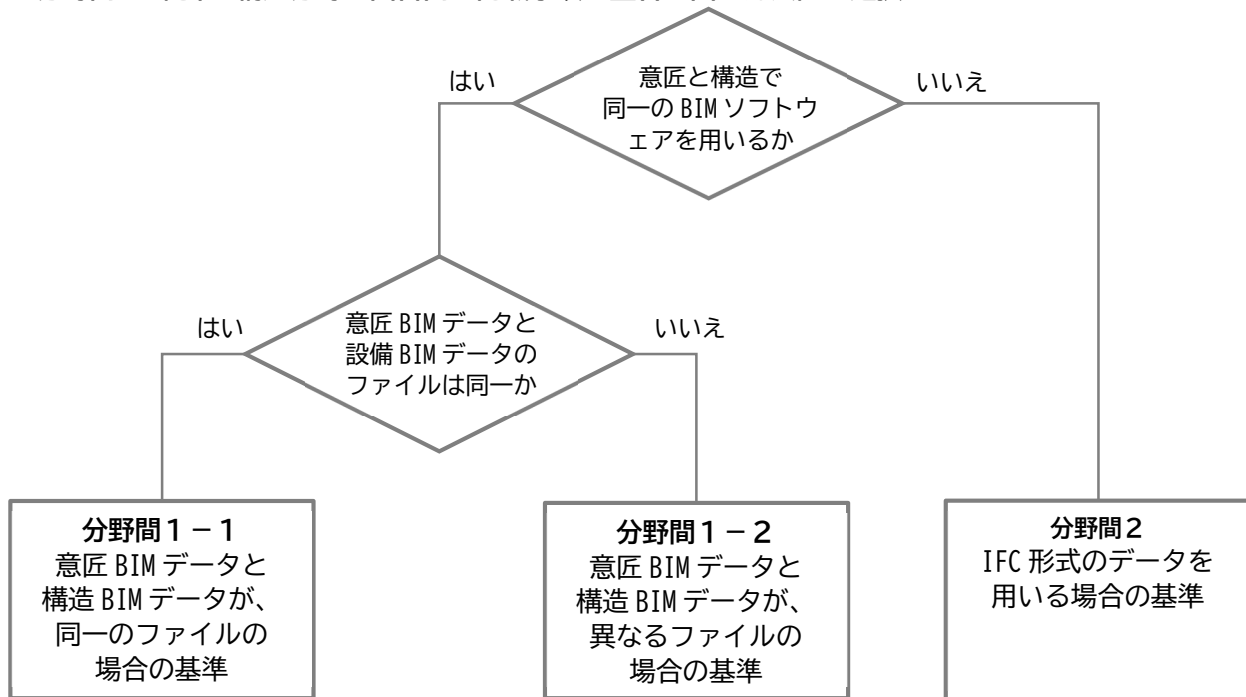 はい
意匠と構造で
同一の BIM ソフトウ
ェアを用いるか
いいえ
はい
意匠 BIM データと
設備 BIM データの
ファイルは同一か
いいえ
分野間1－1
意匠 BIM データと
構造 BIM データが、
同一のファイルの
場合の基準
分野間1－2
意匠 BIM データと
構造 BIM データが、
異なるファイルの
場合の基準
分野間2
IFC 形式のデータを
用いる場合の基準